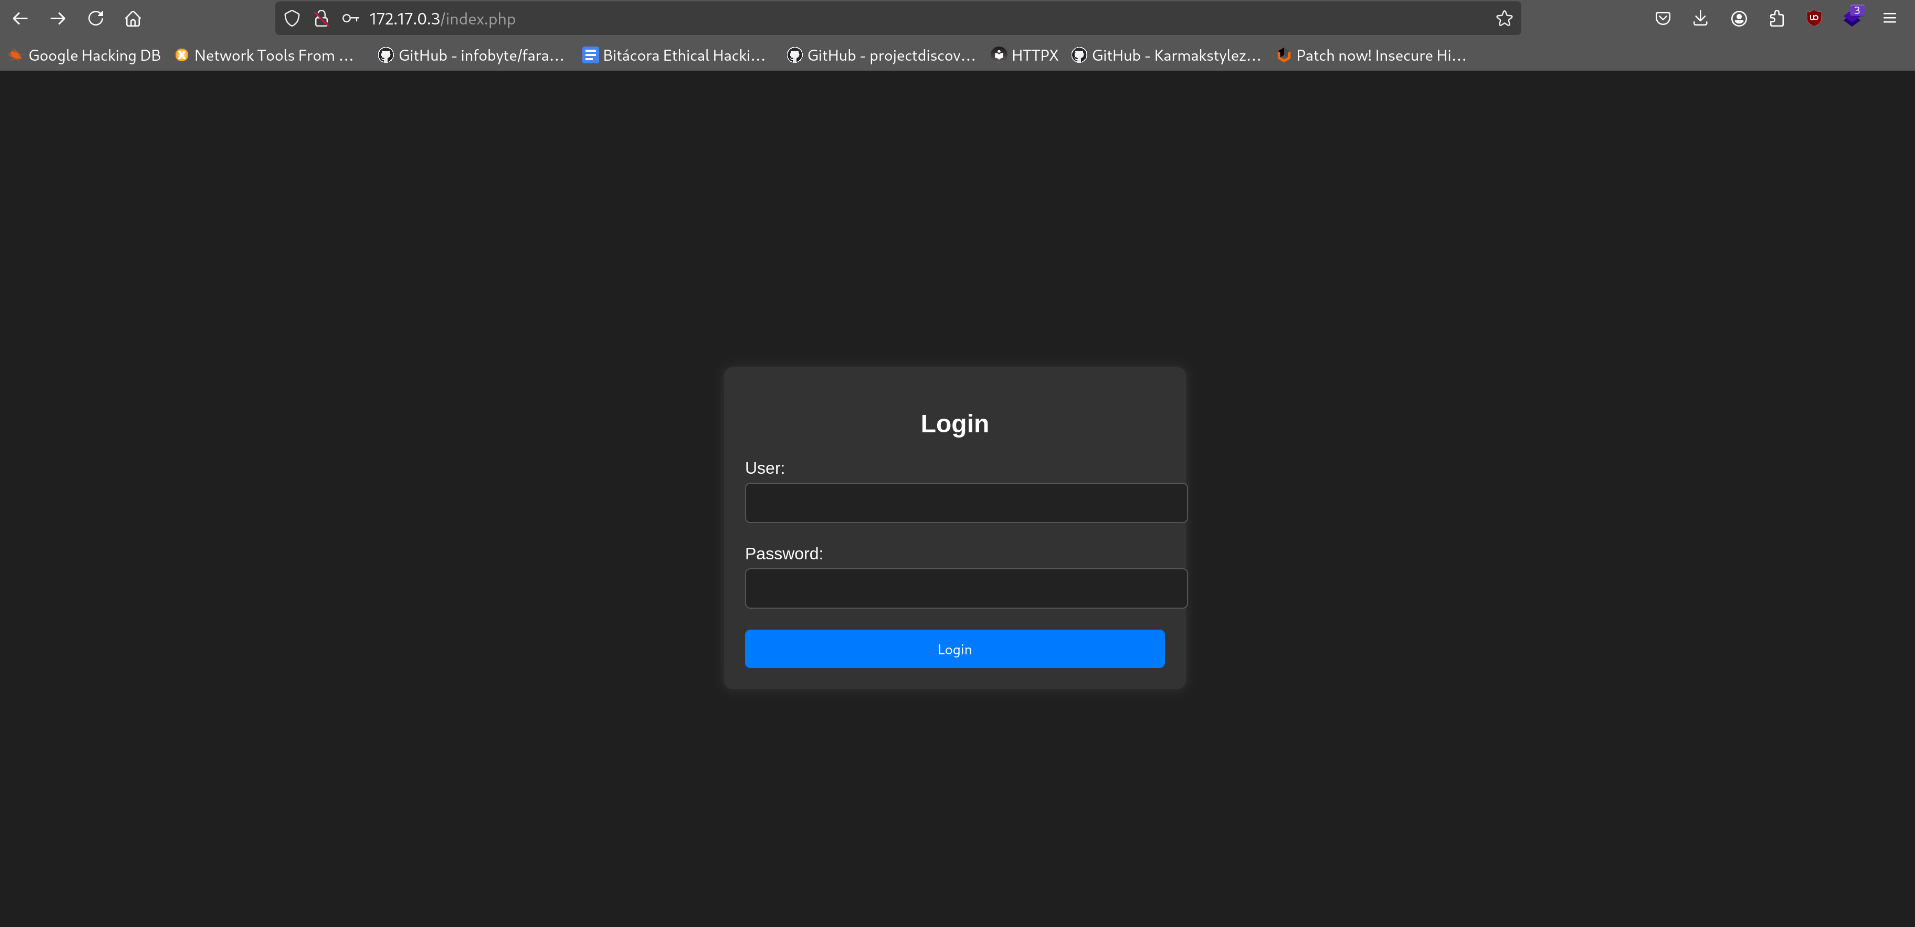 172.17.0.3/index.php
3
Google Hacking DB Network Tools From ... GitHub - infobyte/fara... Bitácora Ethical Hacki... GitHub - projectdiscov... HTTPX GitHub - Karmakstylez... Patch now! Insecure Hi...
Login
User:
Password:
Login